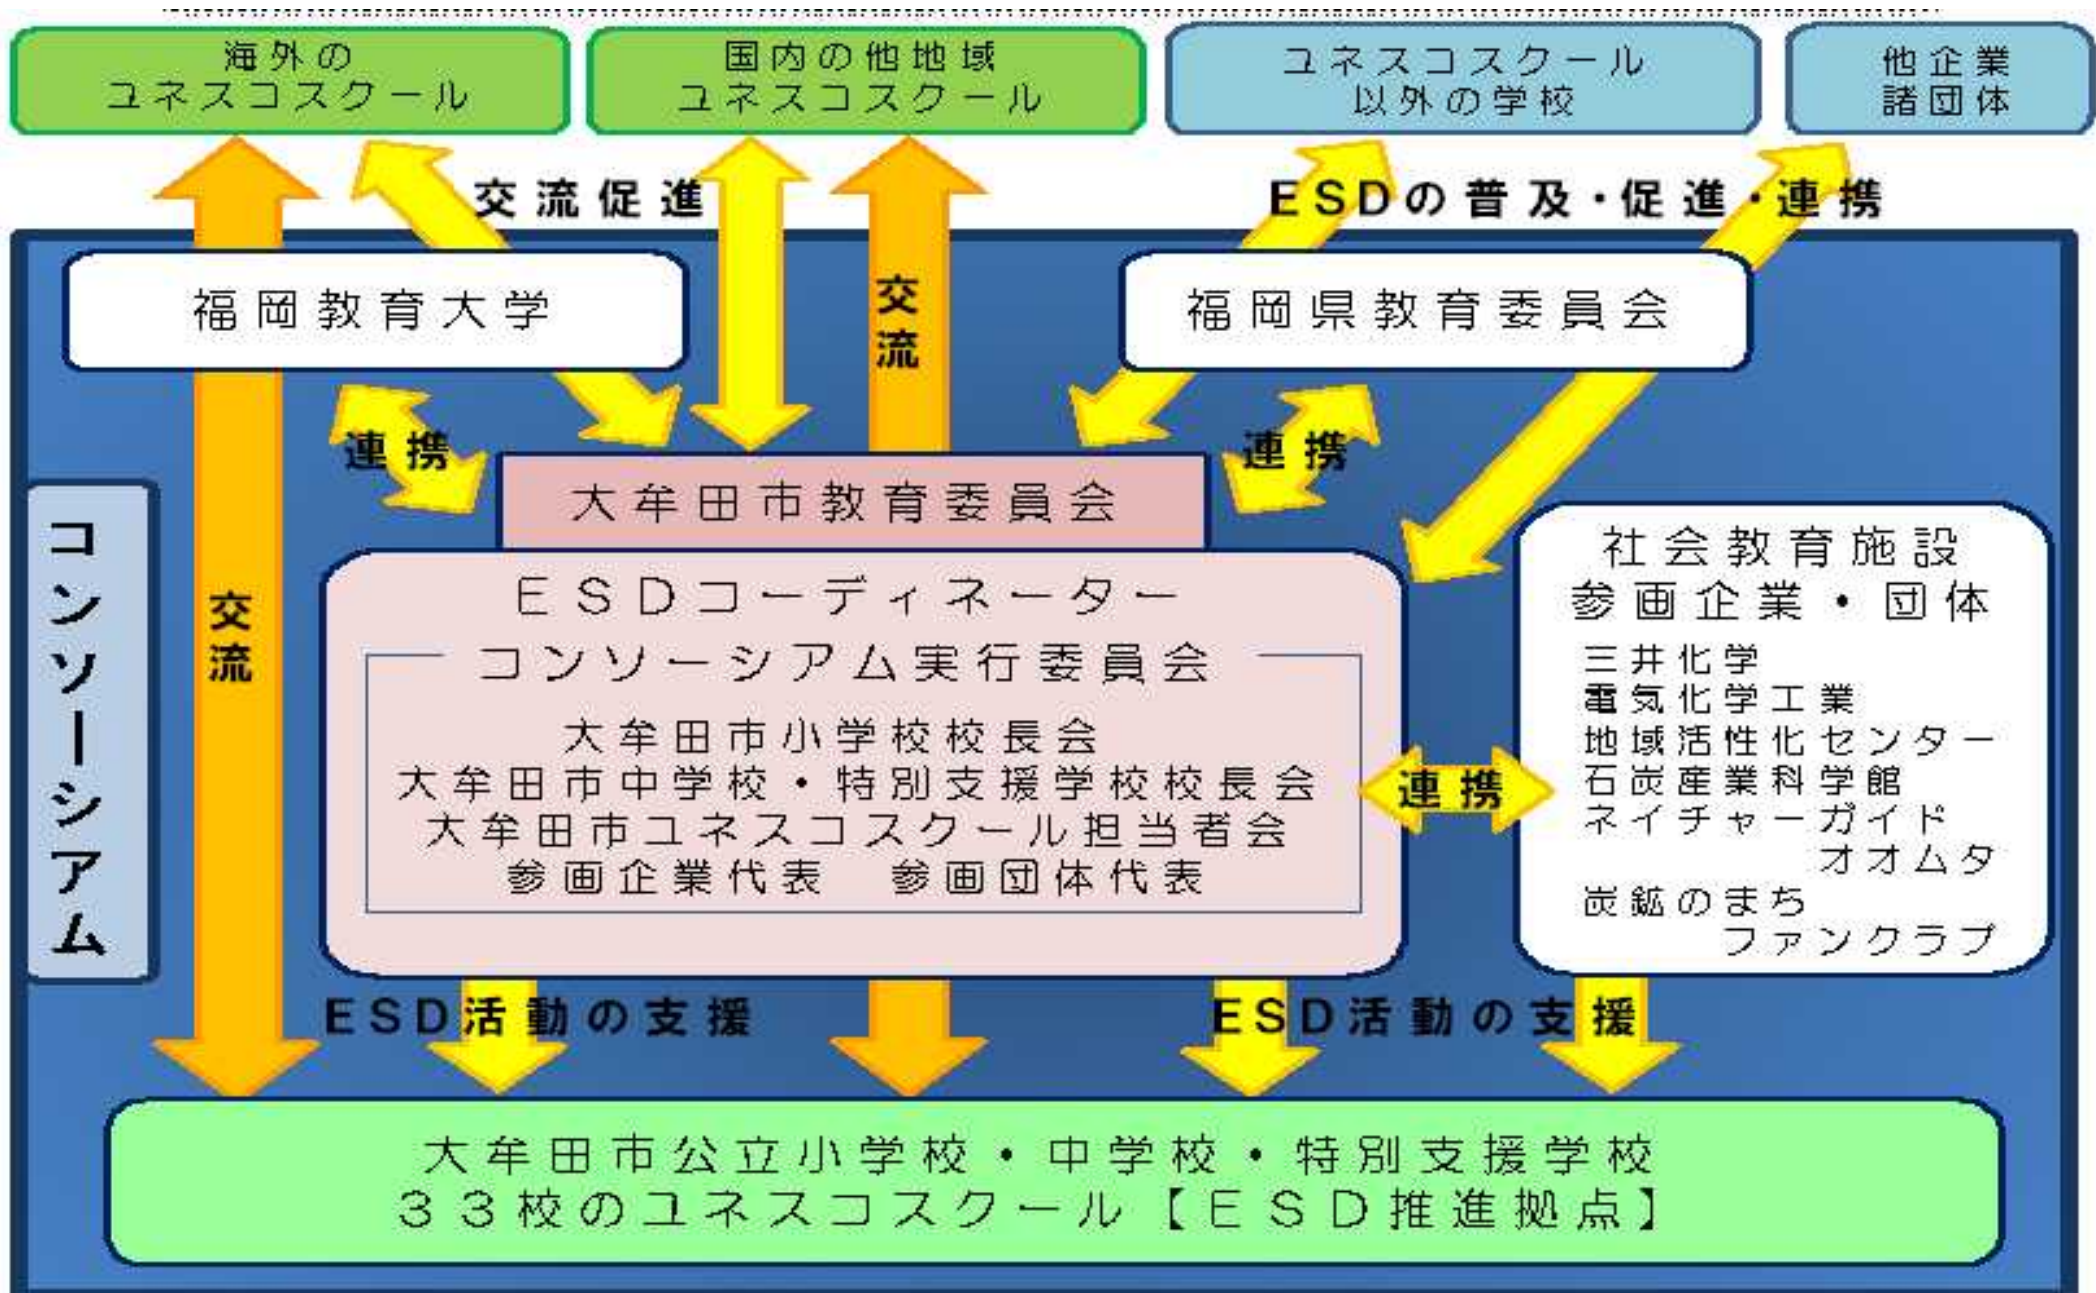 海外の
ユネスコスクール
国内の他地域
ユネスコスクール
ユネスコスクール
以外の学校
他企業
諸団体
交流促進
ESDの普及・促進・連携
福岡教育大学
交流
福岡県教育委員会
連携
連携
大牟田市教育委員会
コンソーシアム
交流
ESDコーディネーター
コンソーシアム実行委員会
大牟田市小学校校長会
大牟田市中学校・特別支援学校校長会
大牟田市ユネスコスクール担当者会
参画企業代表　参画団体代表
連携
社会教育施設
参画企業・団体
三井化学
電気化学工業
地域活性化センター
石炭産業科学館
ネイチャーガイド
オオムタ
炭鉱のまち
ファンクラブ
ESD活動の支援
ESD活動の支援
大牟田市公立小学校・中学校・特別支援学校
33校のユネスコスクール【ESD推進拠点】